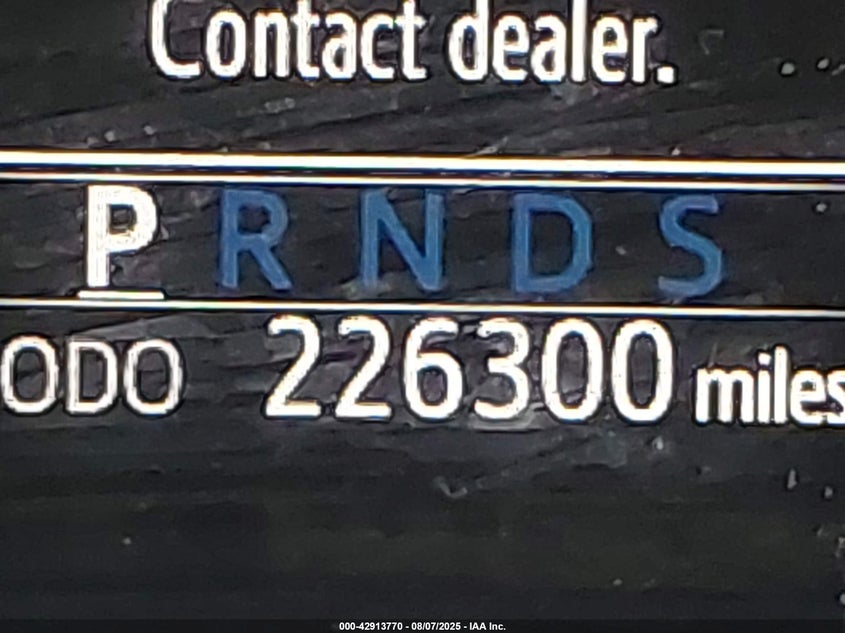 Contact dealer.
P R N D S
ODO 226300 miles
000-42913770 - 08/07/2025 - IAA Inc.